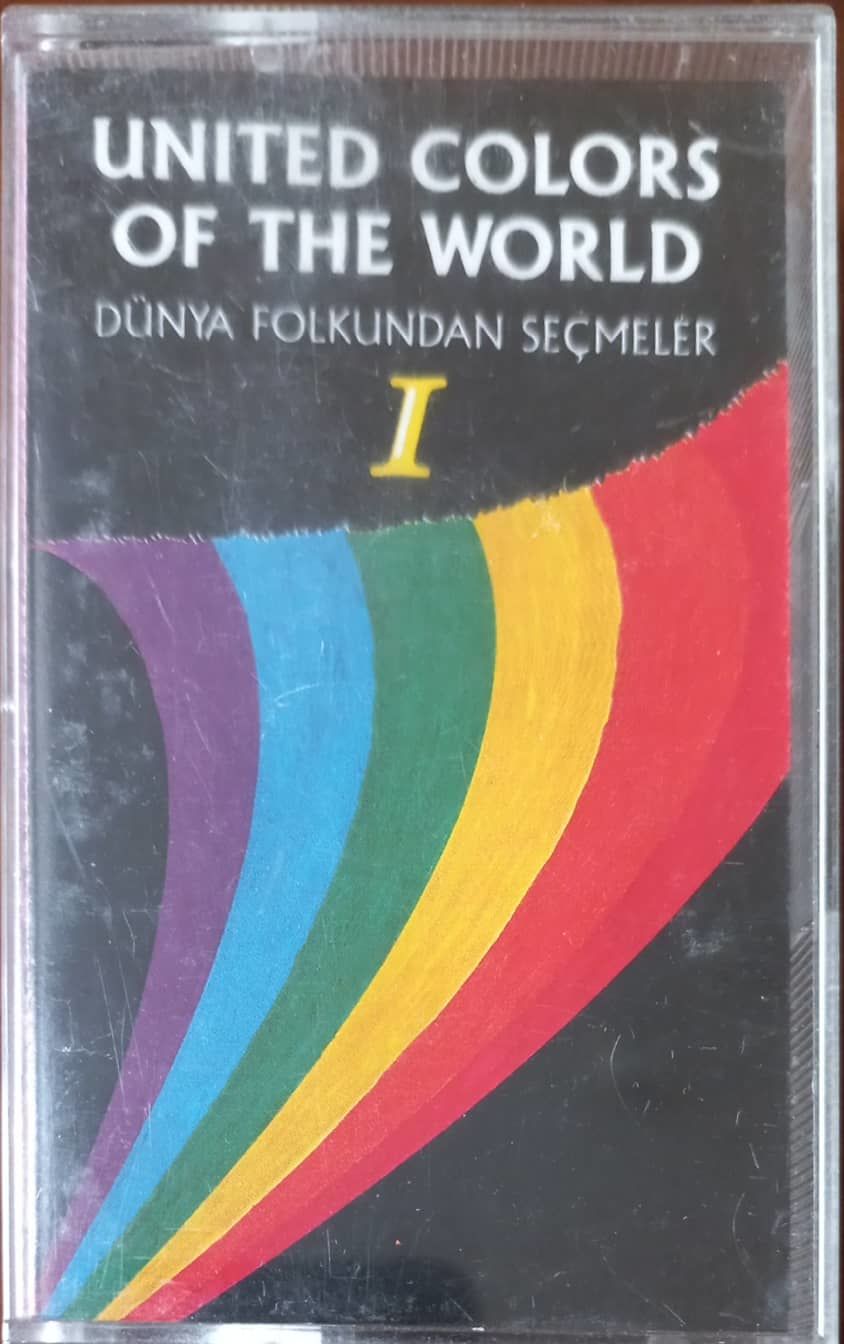 UNITED COLORS
OF THE WORLD
DÜNYA FOLKUNDAN SEÇMELER
I